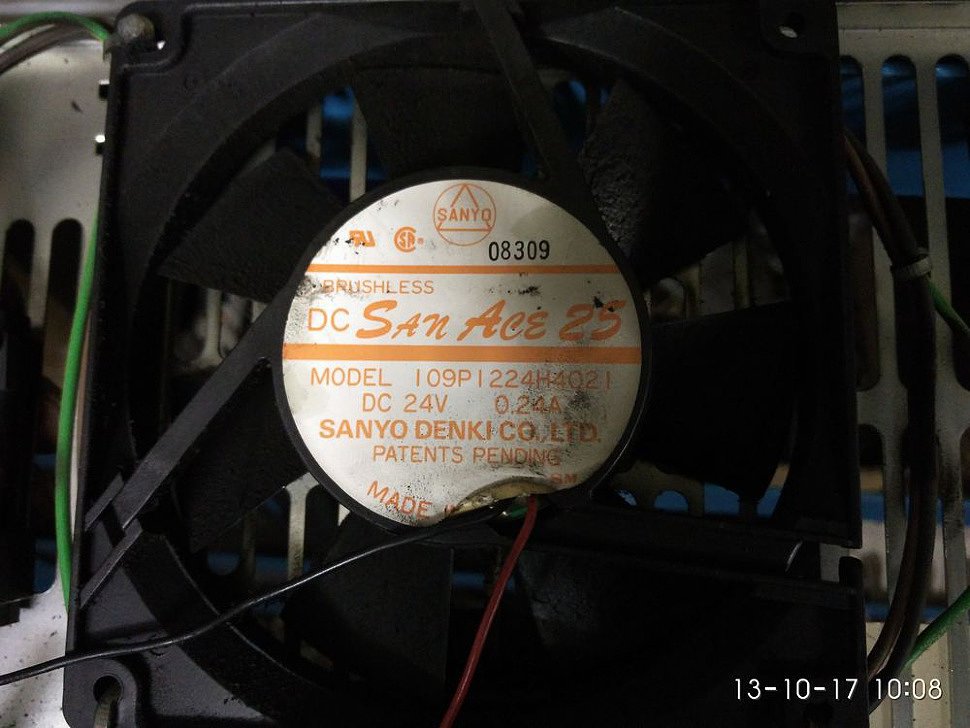 SANYO
08309
BRUSHLESS
DC SAN ACE 25
MODEL 109P1224H4021
DC 24V 0.24A
SANYO DENKI CO., LTD.
PATENTS PENDING
MADE
13-10-17 10:08